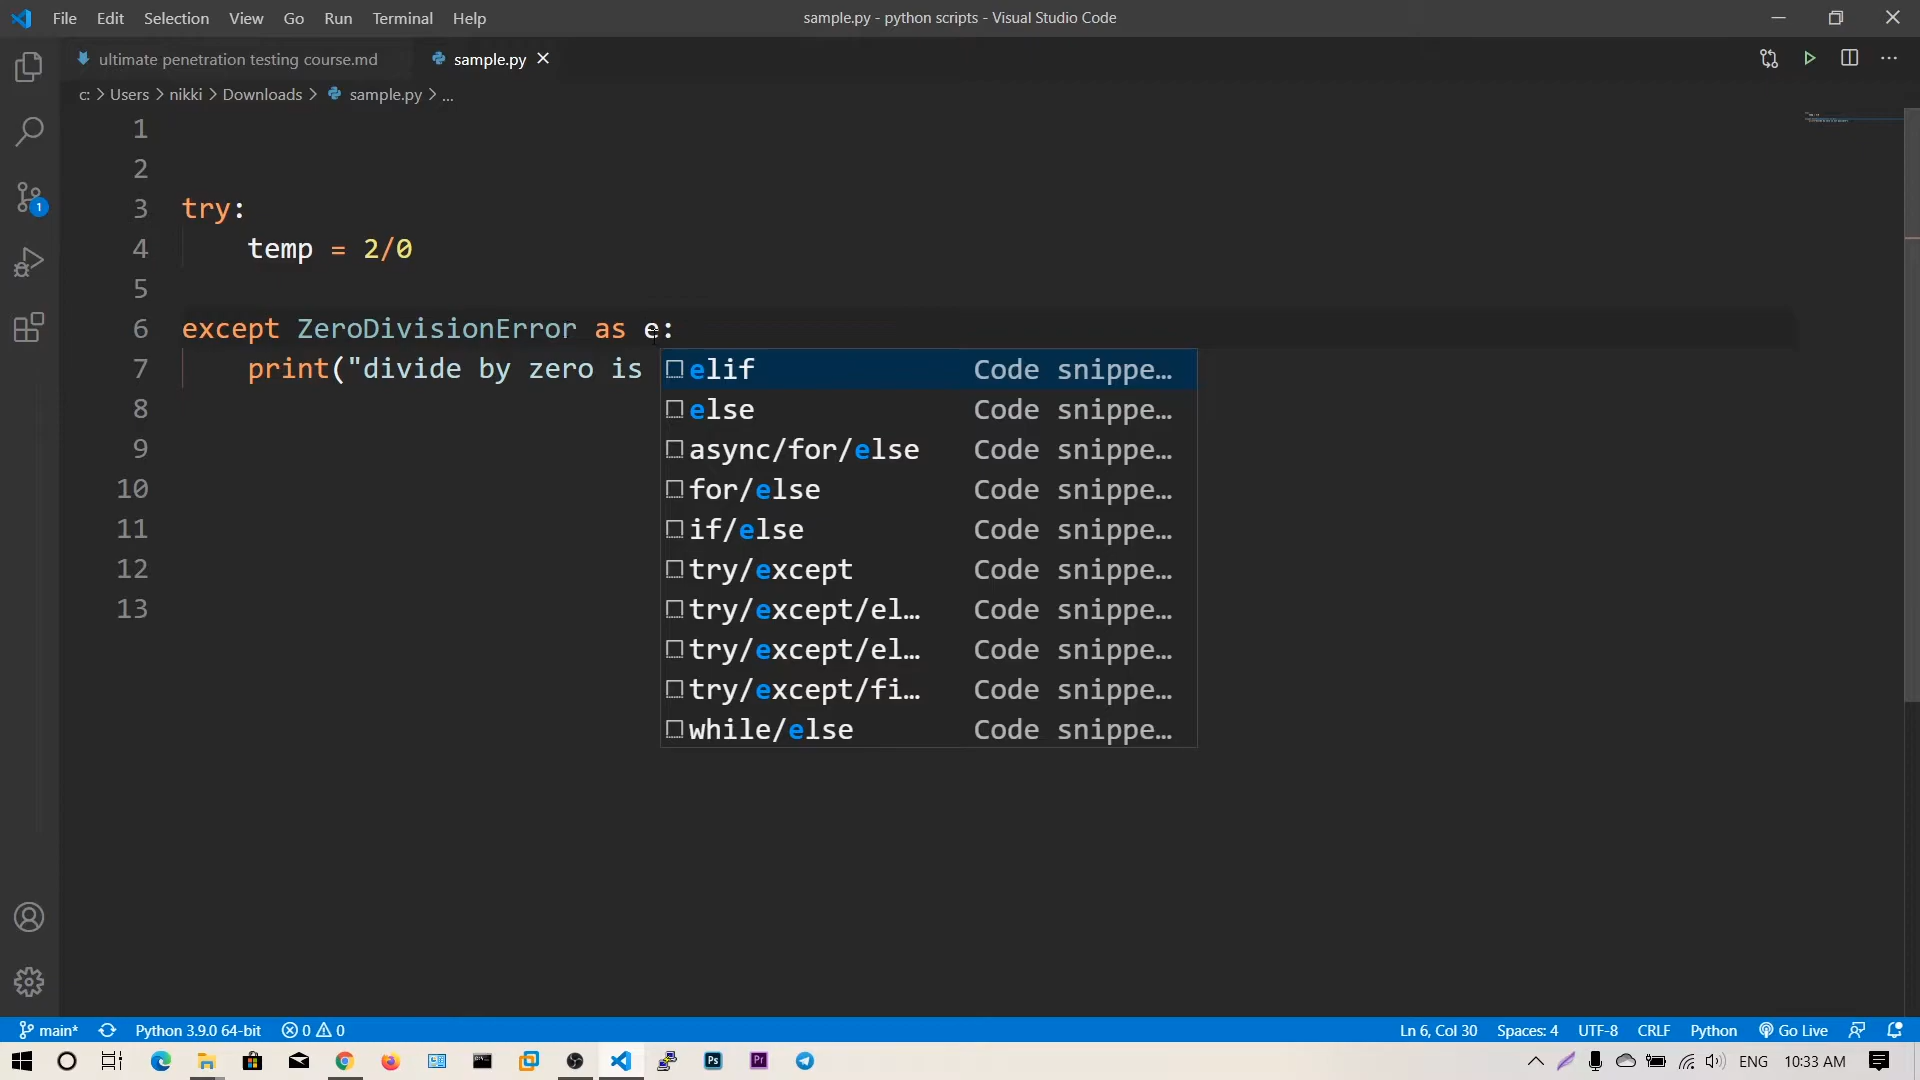 File Edit Selection View Go Run Terminal Help
sample.py - python scripts - Visual Studio Code
ultimate penetration testing course.md
sample.py
c: > Users > nikki > Downloads > sample.py > ...
1
2
3 try:
4 temp = 2/0
5
6 except ZeroDivisionError as e:
7 print("divide by zero is
8
9
10
11
12
13
elif Code snippe…
else Code snippe…
async/for/else Code snippe…
for/else Code snippe…
if/else Code snippe…
try/except Code snippe…
try/except/el… Code snippe…
try/except/el… Code snippe…
try/except/fi… Code snippe…
while/else Code snippe…
1
main* Python 3.9.0 64-bit 0 0 Ln 6, Col 30 Spaces: 4 UTF-8 CRLF Python Go Live
Ps Pr ENG 10:33 AM